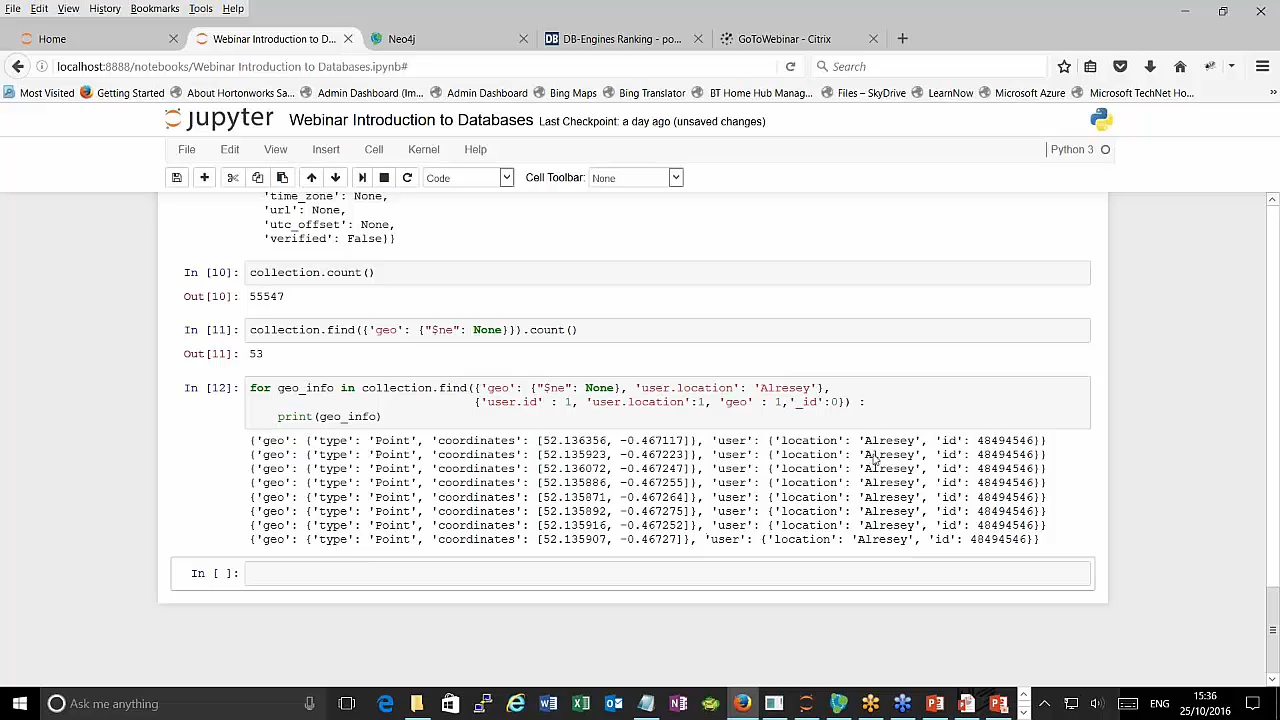 File Edit View History Bookmarks Tools Help
Home Webinar Introduction to D... Neo4j DB DB-Engines Ranking - po... GoToWebinar - Citrix
localhost:8888/notebooks/Webinar Introduction to Databases.ipynb# Search
Most Visited Getting Started About Hortonworks Sa... Admin Dashboard (Im... Admin Dashboard Bing Maps Bing Translator BT Home Hub Manag... Files – SkyDrive LearnNow Microsoft Azure Microsoft TechNet Ho...
jupyter Webinar Introduction to Databases Last Checkpoint: a day ago (unsaved changes)
File Edit View Insert Cell Kernel Help Python 3
Code Cell Toolbar: None
'time_zone': None,
'url': None,
'utc_offset': None,
'verified': False}}
In [10]: collection.count()
Out[10]: 55547
In [11]: collection.find({'geo': {"$ne": None}}).count()
Out[11]: 53
In [12]: for geo_info in collection.find({'geo': {"$ne": None}, 'user.location': 'Alresey'},
{'user.id' : 1, 'user.location':1, 'geo' : 1,'_id':0}) :
print(geo_info)
{'geo': {'type': 'Point', 'coordinates': [52.136356, -0.467117]}, 'user': {'location': 'Alresey', 'id': 48494546}}
{'geo': {'type': 'Point', 'coordinates': [52.135923, -0.467223]}, 'user': {'location': 'Alresey', 'id': 48494546}}
{'geo': {'type': 'Point', 'coordinates': [52.136072, -0.467247]}, 'user': {'location': 'Alresey', 'id': 48494546}}
{'geo': {'type': 'Point', 'coordinates': [52.135886, -0.467255]}, 'user': {'location': 'Alresey', 'id': 48494546}}
{'geo': {'type': 'Point', 'coordinates': [52.135871, -0.467264]}, 'user': {'location': 'Alresey', 'id': 48494546}}
{'geo': {'type': 'Point', 'coordinates': [52.135892, -0.467275]}, 'user': {'location': 'Alresey', 'id': 48494546}}
{'geo': {'type': 'Point', 'coordinates': [52.135916, -0.467252]}, 'user': {'location': 'Alresey', 'id': 48494546}}
{'geo': {'type': 'Point', 'coordinates': [52.135907, -0.46727]}, 'user': {'location': 'Alresey', 'id': 48494546}}
In [ ]:
Ask me anything ENG 15:36
25/10/2016